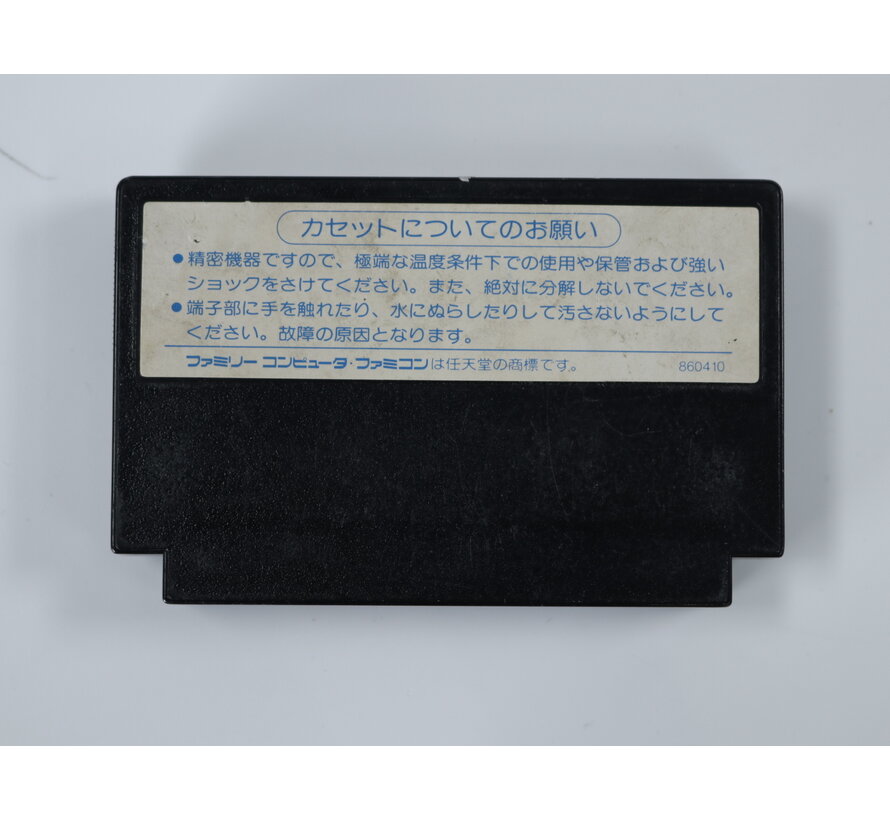 カセットについてのお願い
●精密機器ですので、極端な温度条件下での使用や保管および強い
ショックをさけてください。また、絶対に分解しないでください。
●端子部に手を触れたり、水にぬらしたりして汚さないようにして
ください。故障の原因となります。
ファミリー コンピュータ・ファミコンは任天堂の商標です。 860410